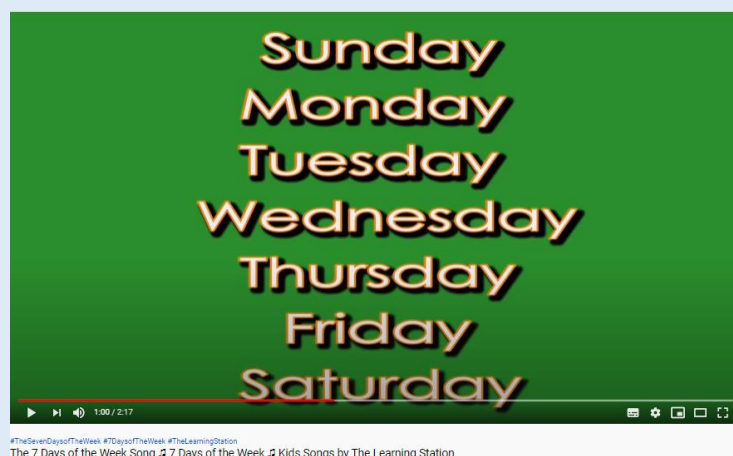 Sunday
Monday
Tuesday
Wednesday
Thursday
Friday
Saturday
1:00 / 2:17
#TheSevenDaysofTheWeek #7DaysofTheWeek #TheLearningStation
The 7 Days of the Week Song ♫ 7 Days of the Week ♫ Kids Songs by The Learning Station